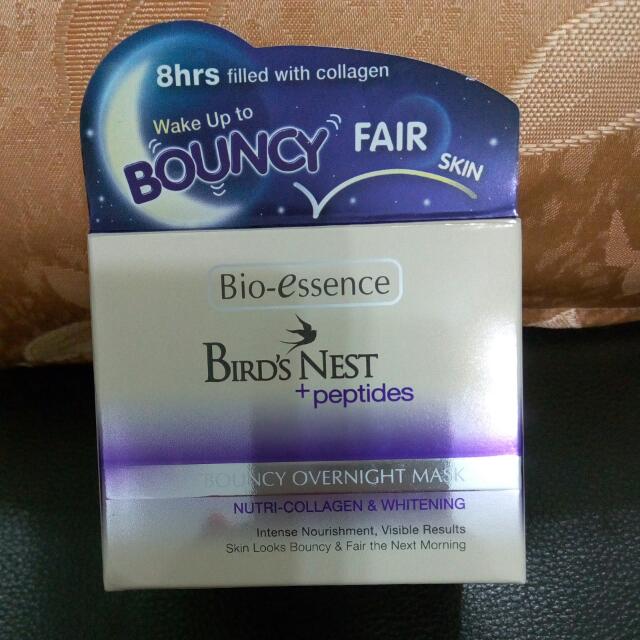 8hrs filled with collagen
Wake Up to
BOUNCY FAIR SKIN
Bio-essence
BIRD'S NEST
+peptides
BOUNCY OVERNIGHT MASK
NUTRI-COLLAGEN & WHITENING
Intense Nourishment, Visible Results
Skin Looks Bouncy & Fair the Next Morning